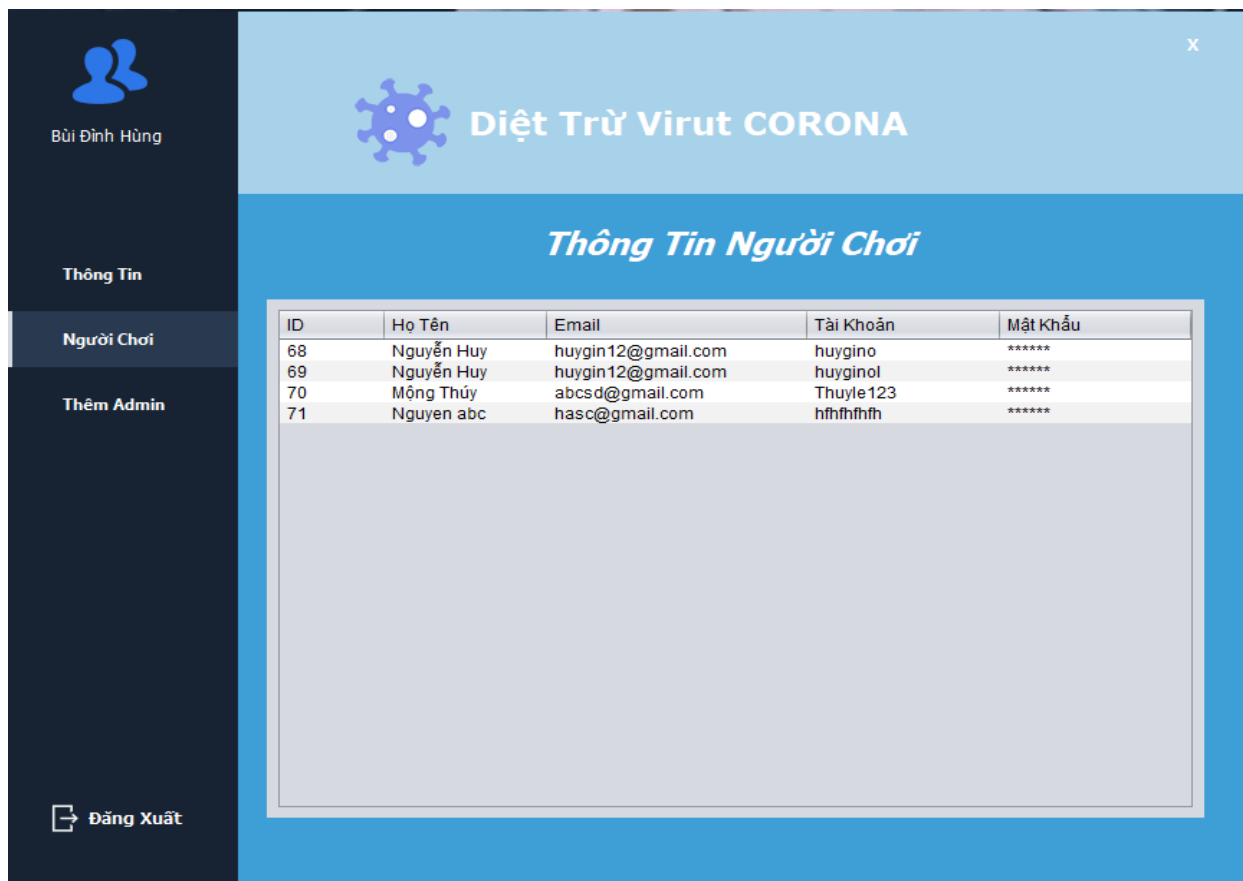 x
Bùi Đình Hùng
Diệt Trừ Virut CORONA
Thông Tin
Người Chơi
Thêm Admin
Đăng Xuất
Thông Tin Người Chơi
ID Họ Tên Email Tài Khoản Mật Khẩu
68 Nguyễn Huy huygin12@gmail.com huygino ******
69 Nguyễn Huy huygin12@gmail.com huyginol ******
70 Mộng Thúy abcsd@gmail.com Thuyle123 ******
71 Nguyen abc hasc@gmail.com hfhfhfhfh ******